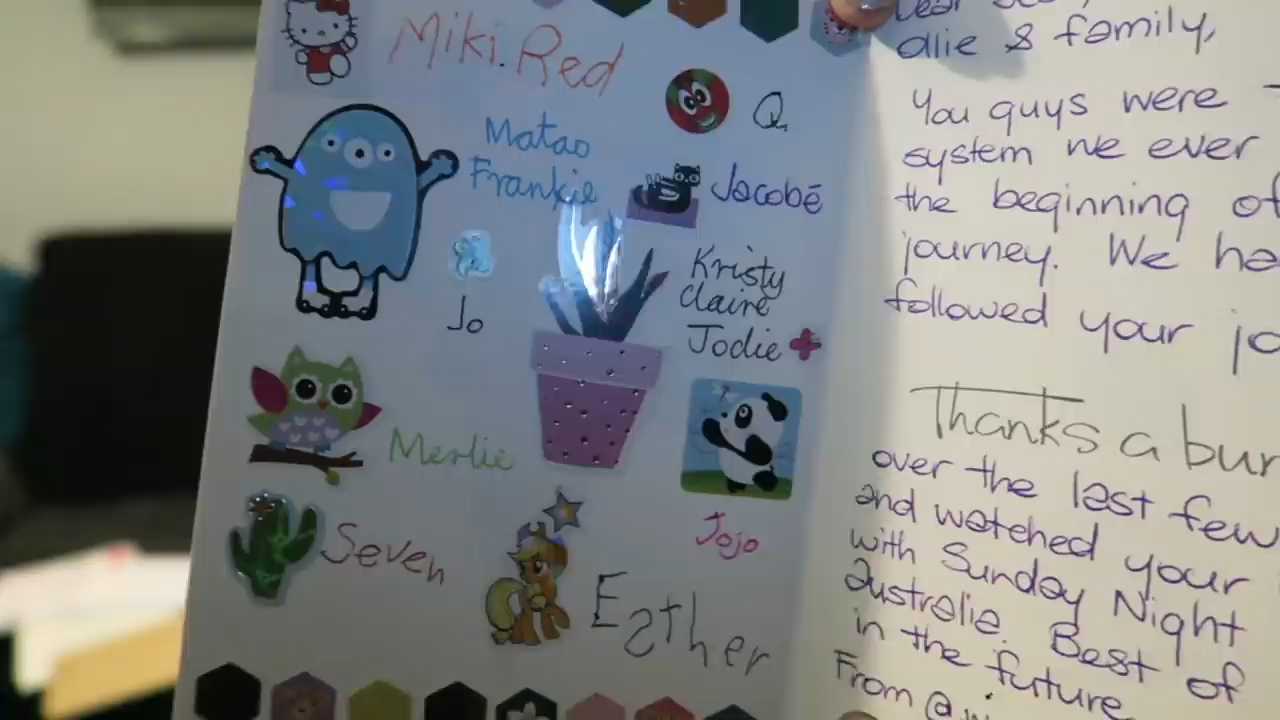 Miki.Red
Q
Matao
Frankie
Jacobē
Kristy
Claire
Jodie
Jo
Merlie
Jojo
Seven
Esther
alie & family,
You guys were
system we ever
the beginning of
journey. We ha
followed your jo
Thanks a bun
over the last few
and watched your
with Sunday Night
australia. Best of
in the future
From @